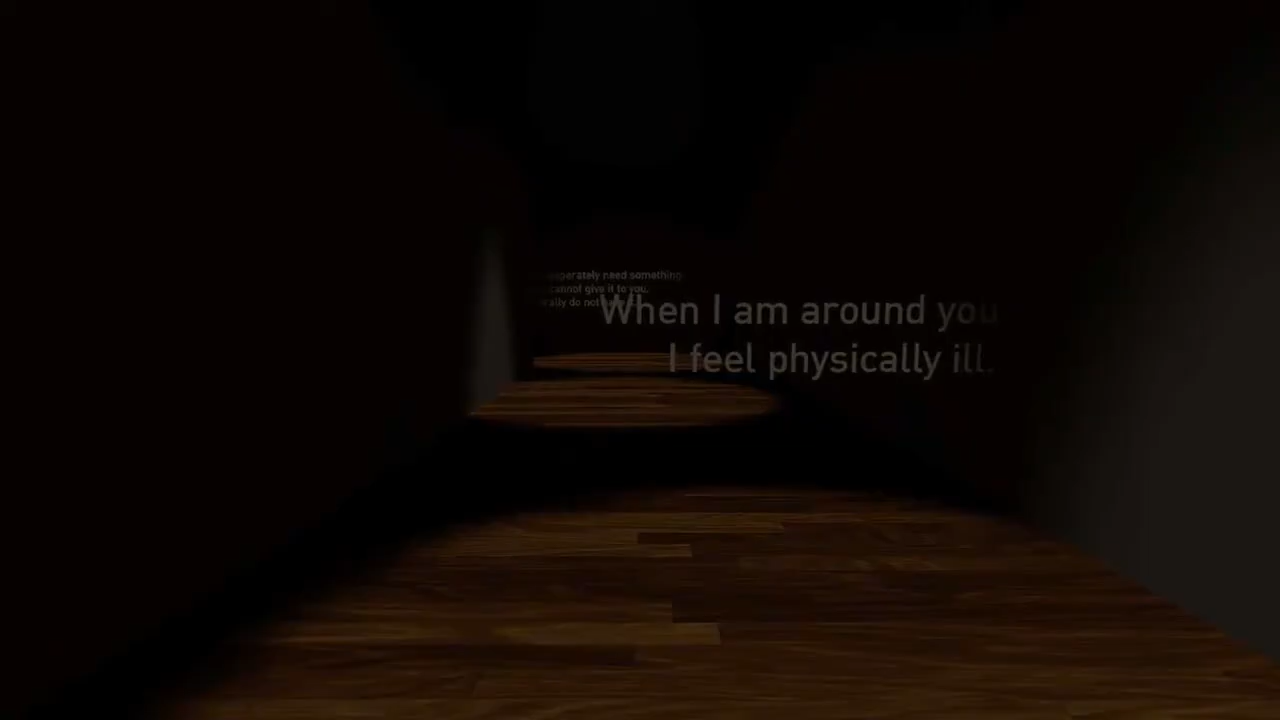 need something
cannot give it to you.
do not
When I am around you
I feel physically ill.